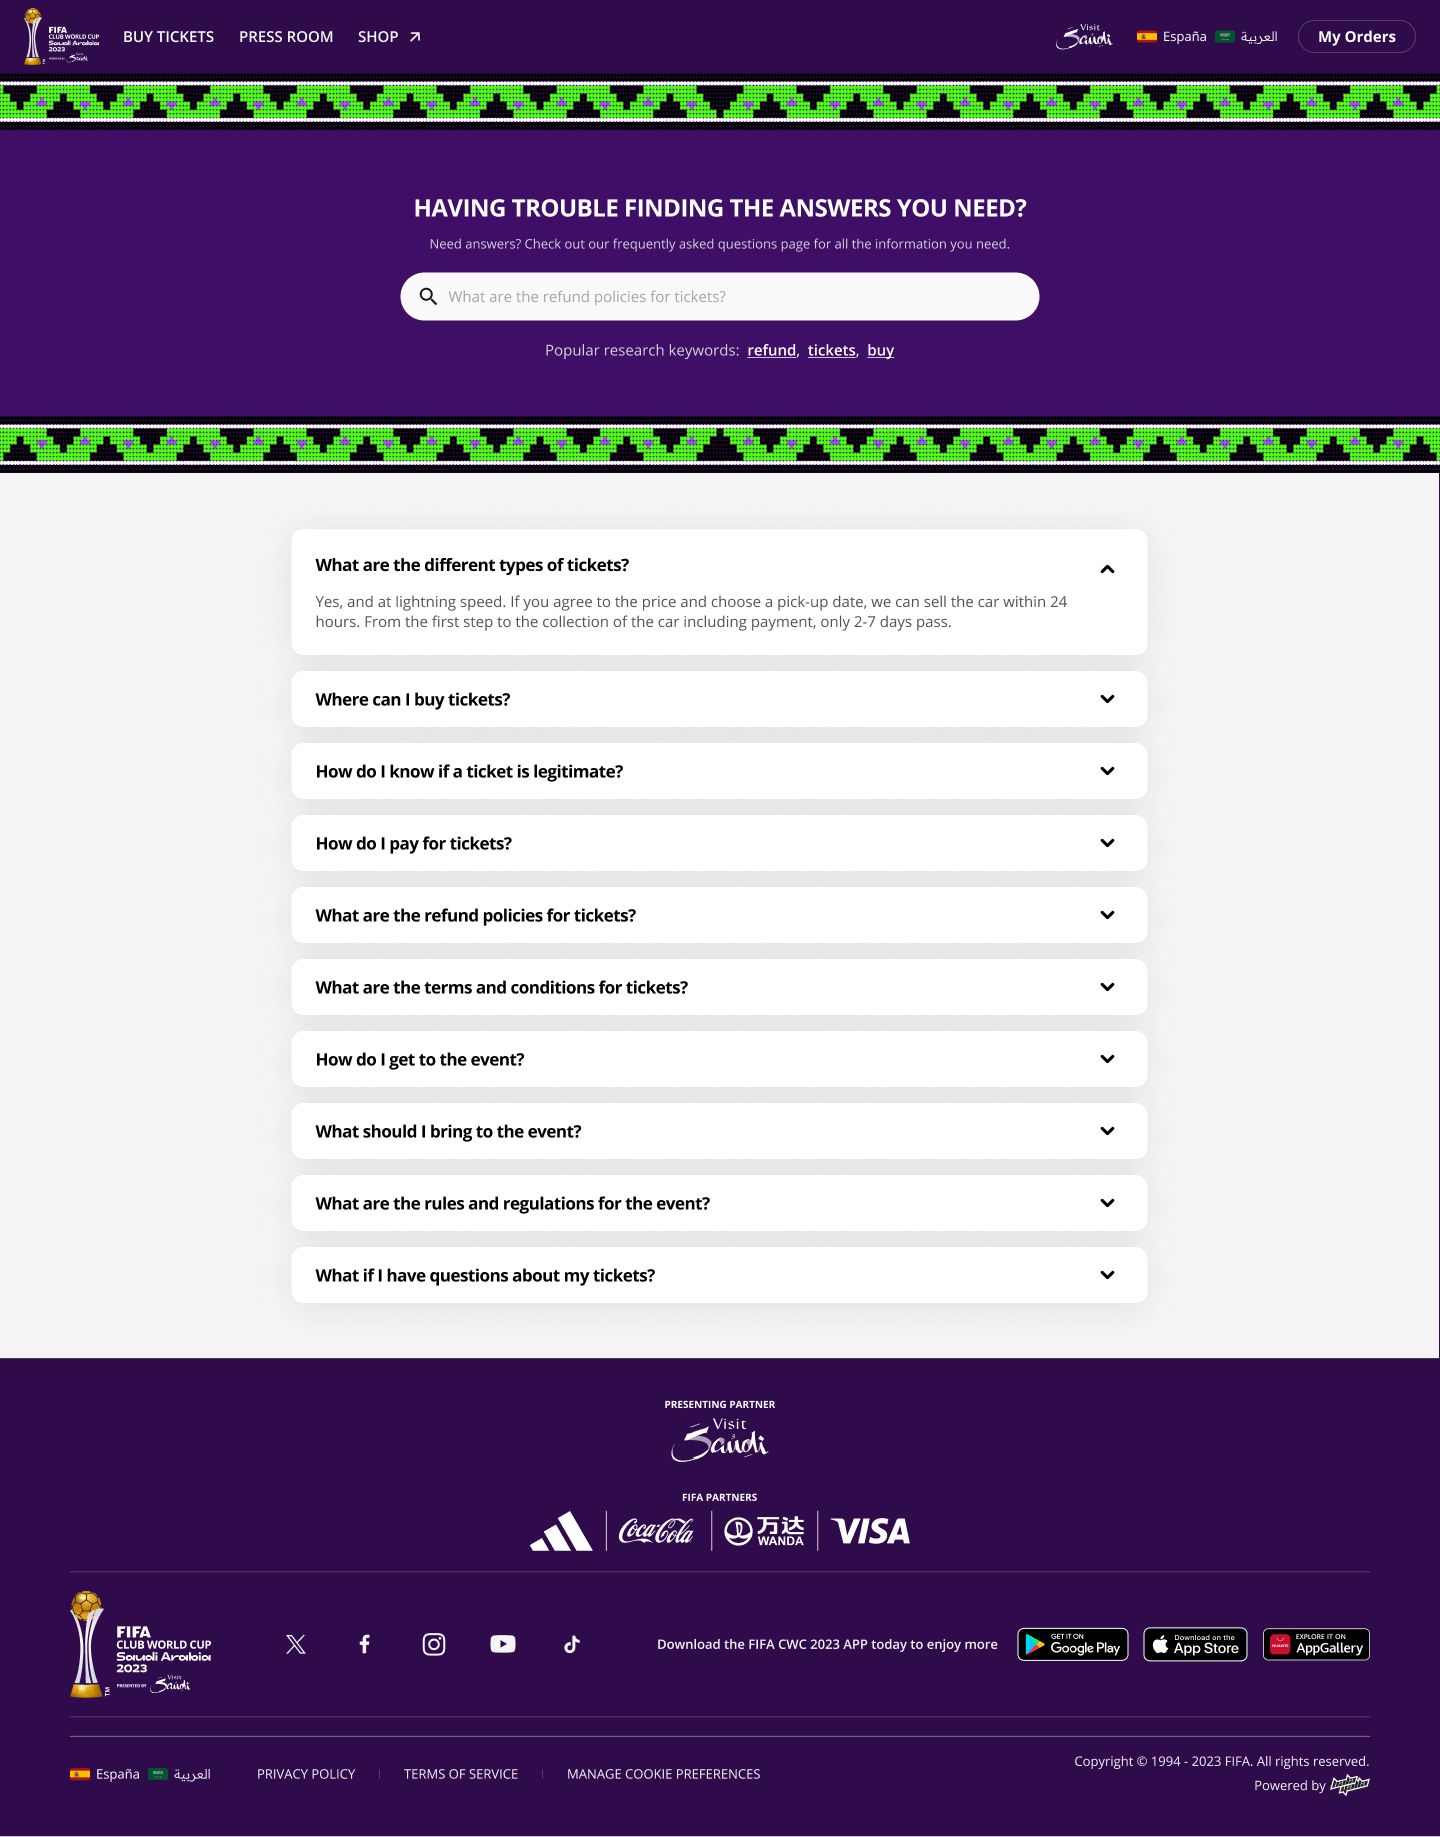 FIFA
CLUB WORLD CUP
Saudi Arabia
2023
PRESENTED BY
Visit
Saudi
BUY TICKETS
PRESS ROOM
SHOP
Visit
Saudi
España
العربية
My Orders
HAVING TROUBLE FINDING THE ANSWERS YOU NEED?
Need answers? Check out our frequently asked questions page for all the information you need.
What are the refund policies for tickets?
Popular research keywords: refund, tickets, buy
What are the different types of tickets?
Yes, and at lightning speed. If you agree to the price and choose a pick-up date, we can sell the car within 24
hours. From the first step to the collection of the car including payment, only 2-7 days pass.
Where can I buy tickets?
How do I know if a ticket is legitimate?
How do I pay for tickets?
What are the refund policies for tickets?
What are the terms and conditions for tickets?
How do I get to the event?
What should I bring to the event?
What are the rules and regulations for the event?
What if I have questions about my tickets?
PRESENTING PARTNER
Visit
Saudi
FIFA PARTNERS
Coca-Cola
万达
WANDA
VISA
FIFA
CLUB WORLD CUP
Saudi Arabia
2023
PRESENTED BY
Visit
Saudi
TM
Download the FIFA CWC 2023 APP today to enjoy more
GET IT ON
Google Play
Download on the
App Store
HUAWEI
EXPLORE IT ON
AppGallery
España
العربية
PRIVACY POLICY
TERMS OF SERVICE
MANAGE COOKIE PREFERENCES
Copyright © 1994 - 2023 FIFA. All rights reserved.
Powered by